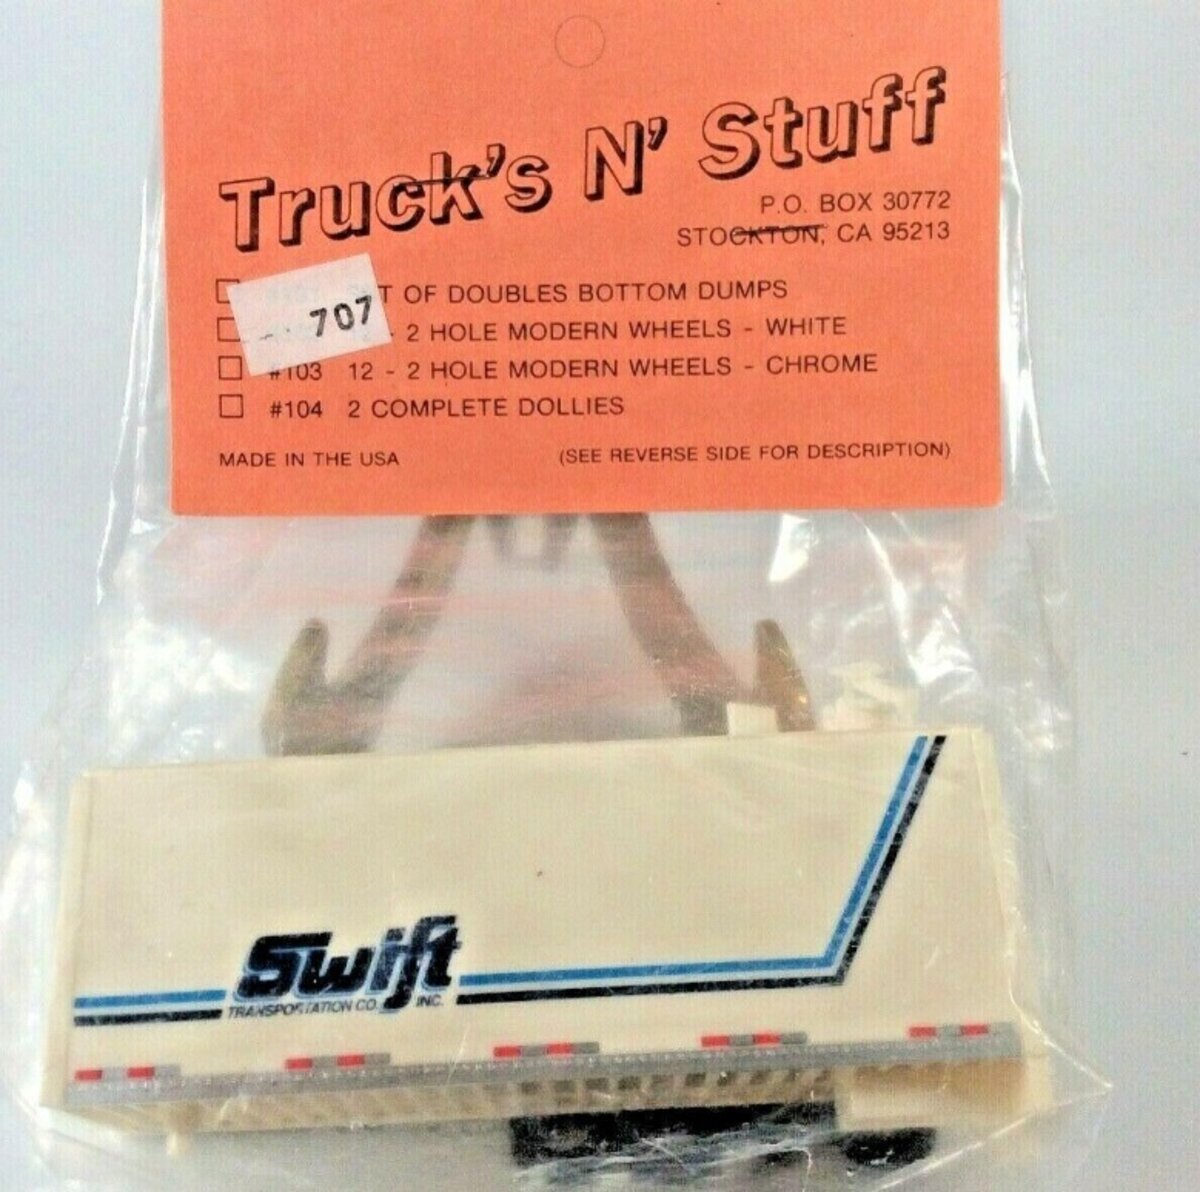 Truck's N' Stuff
P.O. BOX 30772
STOCKTON, CA 95213
T OF DOUBLES BOTTOM DUMPS
707
- 2 HOLE MODERN WHEELS - WHITE
#103 12 - 2 HOLE MODERN WHEELS - CHROME
#104 2 COMPLETE DOLLIES
MADE IN THE USA (SEE REVERSE SIDE FOR DESCRIPTION)
Swift
TRANSPORTATION CO. INC.